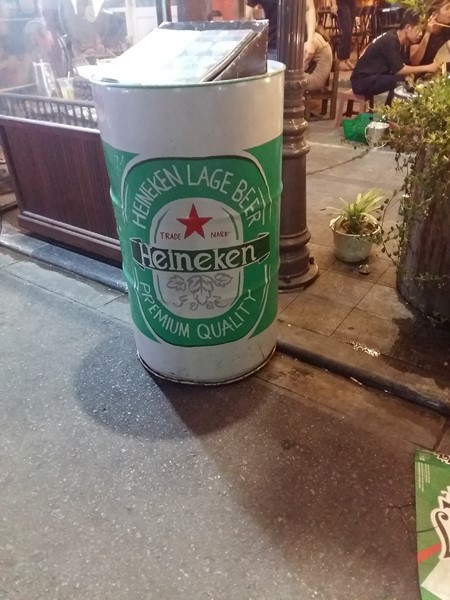 HEINEKEN LAGE BEER
TRADE MARK
Heineken
PREMIUM QUALITY